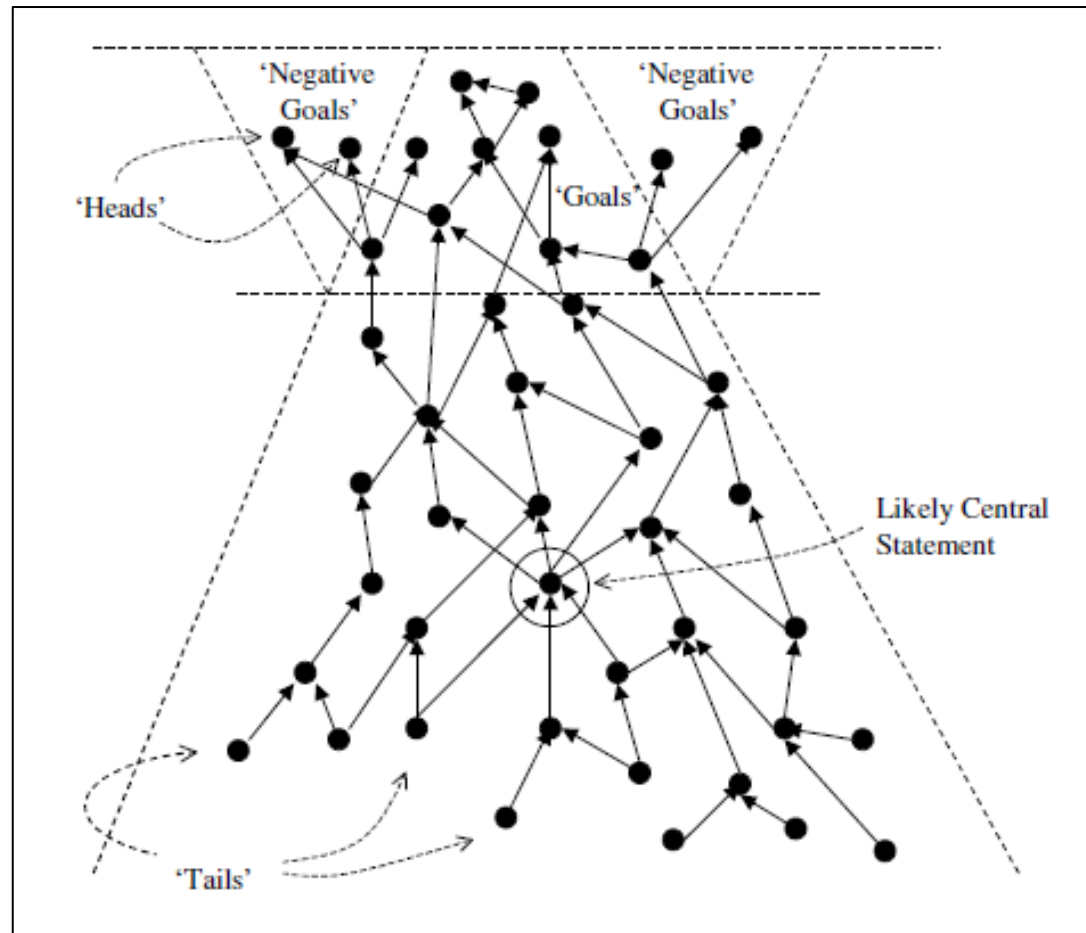 ‘Negative
Goals’
‘Negative
Goals’
‘Heads’
‘Goals’
Likely Central
Statement
‘Tails’